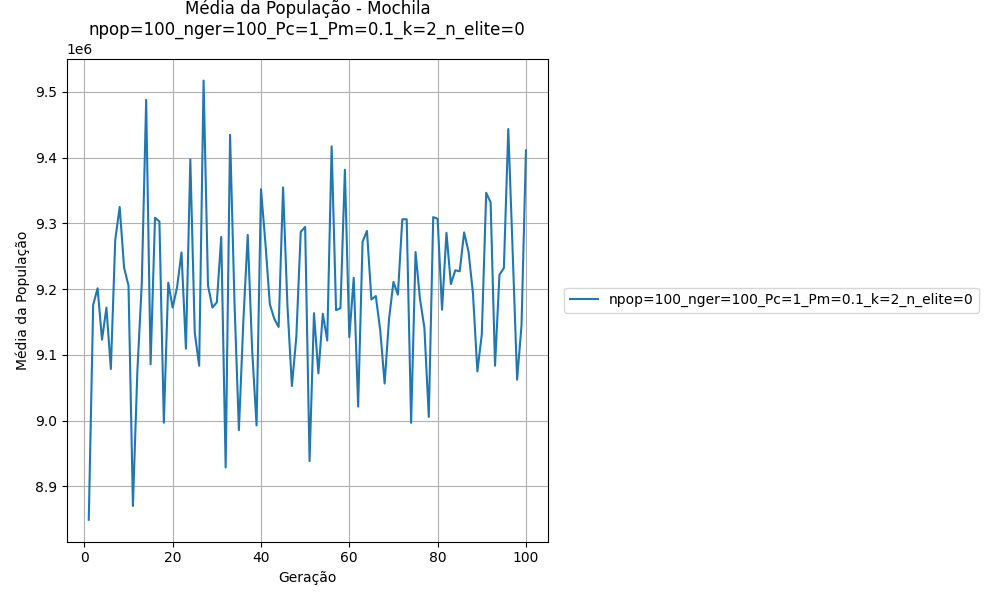 Média da População - Mochila
npop=100_nger=100_Pc=1_Pm=0.1_k=2_n_elite=0
1e6
9.5
9.4
9.3
9.2
9.1
9.0
8.9
Média da População
0 20 40 60 80 100
Geração
npop=100_nger=100_Pc=1_Pm=0.1_k=2_n_elite=0